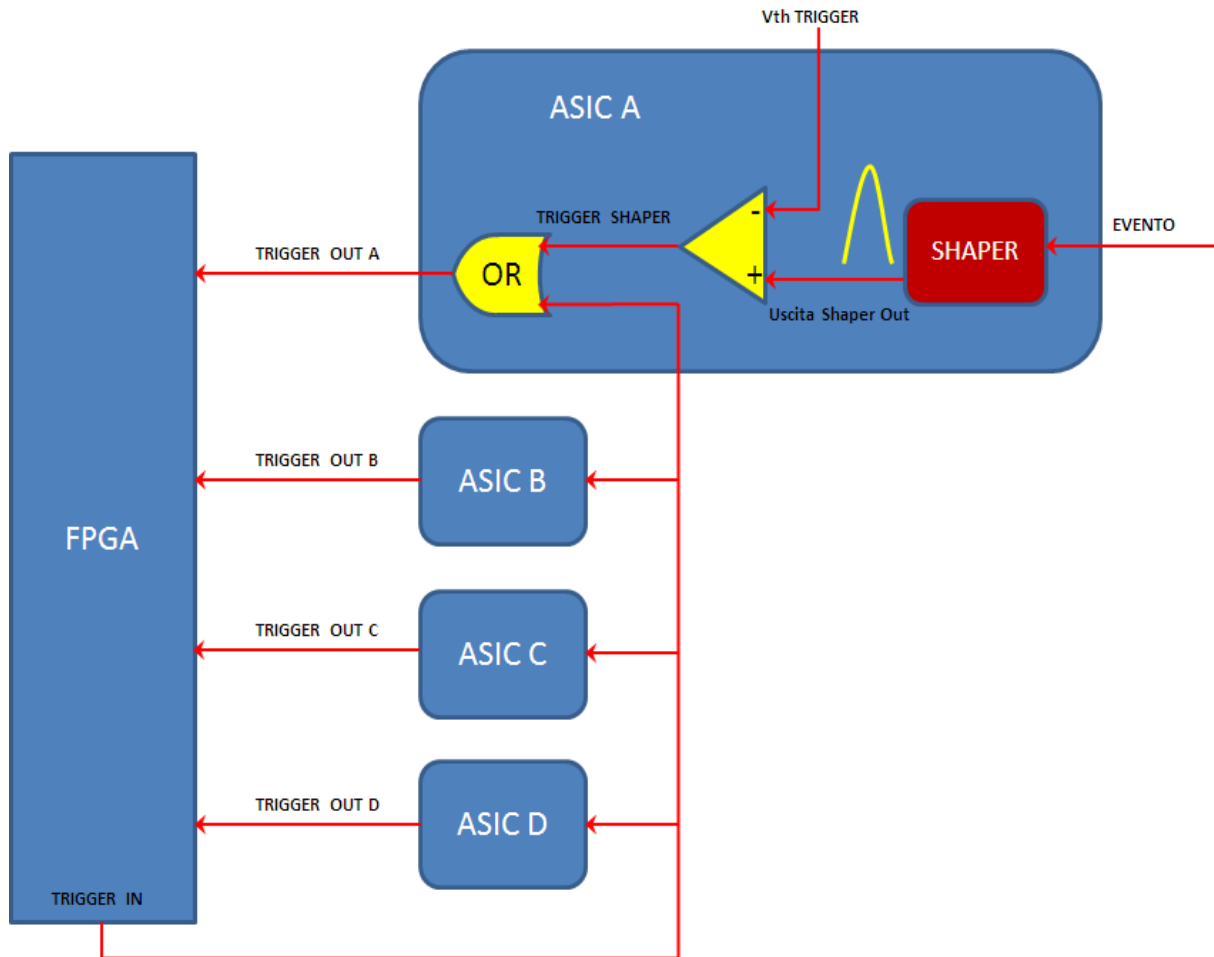 Vth TRIGGER
ASIC A
TRIGGER SHAPER
-
EVENTO
TRIGGER OUT A
OR
+
SHAPER
Uscita Shaper Out
TRIGGER OUT B
ASIC B
FPGA
TRIGGER OUT C
ASIC C
TRIGGER OUT D
ASIC D
TRIGGER IN